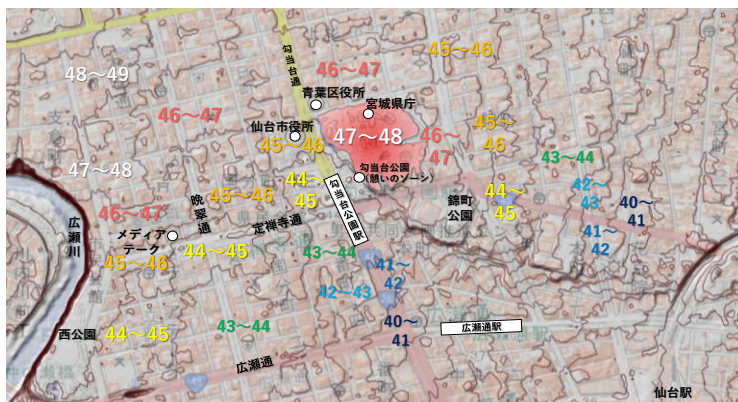 勾当台通
45～46
48～49
46～47
青葉区役所
宮城県庁
46～47
仙台市役所
45～46
47～48
46～
47
45～
46
43～44
47～48
勾当台公園
(憩いのゾーン)
44～
45
勾当台公園駅
45～46
晩翠通
錦町
公園
44～
45
42～
43
40～
41
46～47
定禅寺通
広瀬川
メディア
テーク
44～45
43～44
41～
42
45～46
41～
42
42～43
西公園
44～45
43～44
40～
41
広瀬通駅
広瀬通
仙台駅